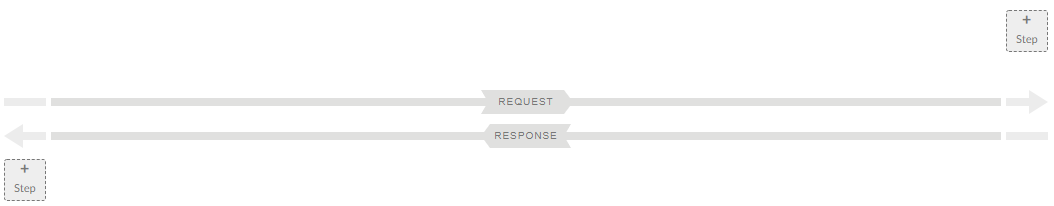 +
Step
REQUEST
RESPONSE
+
Step